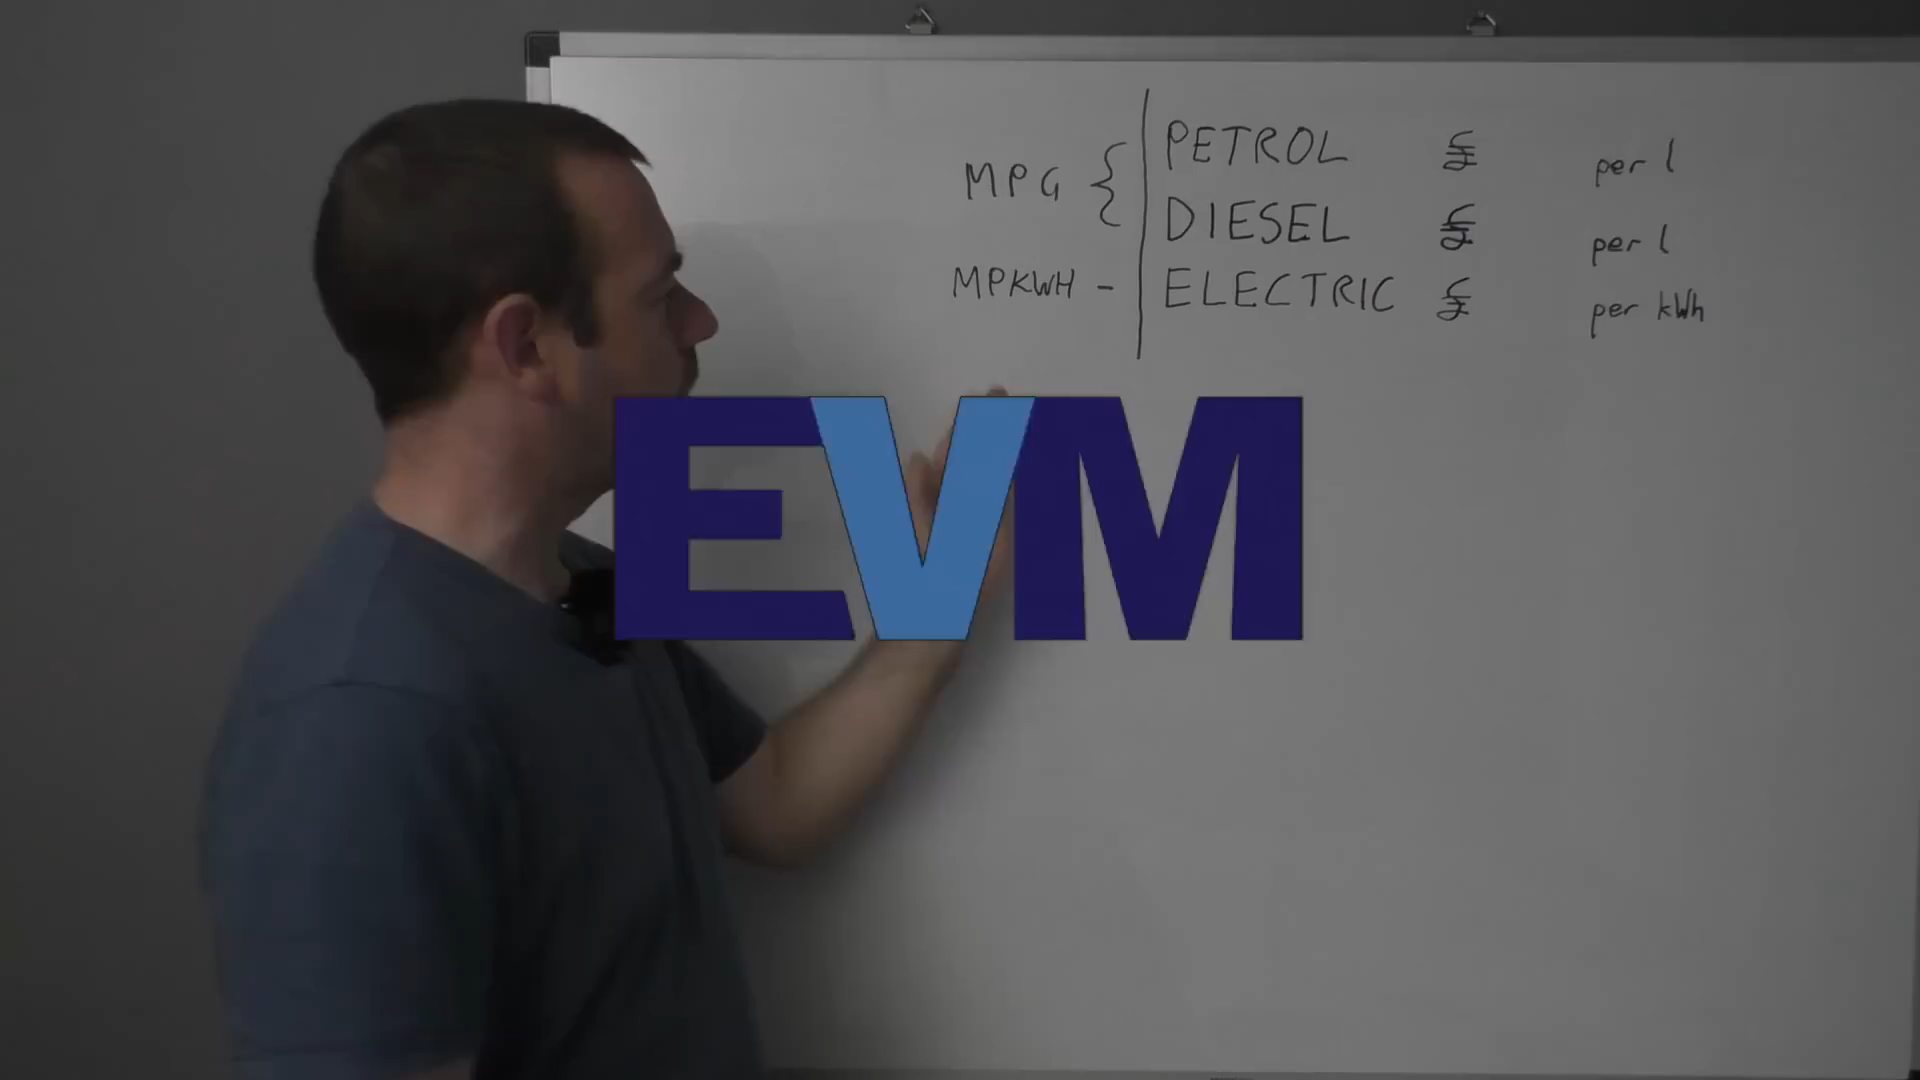 PETROL £ per l
MPG {
DIESEL £ per l
MPKWH - ELECTRIC £ per kWh
EVM